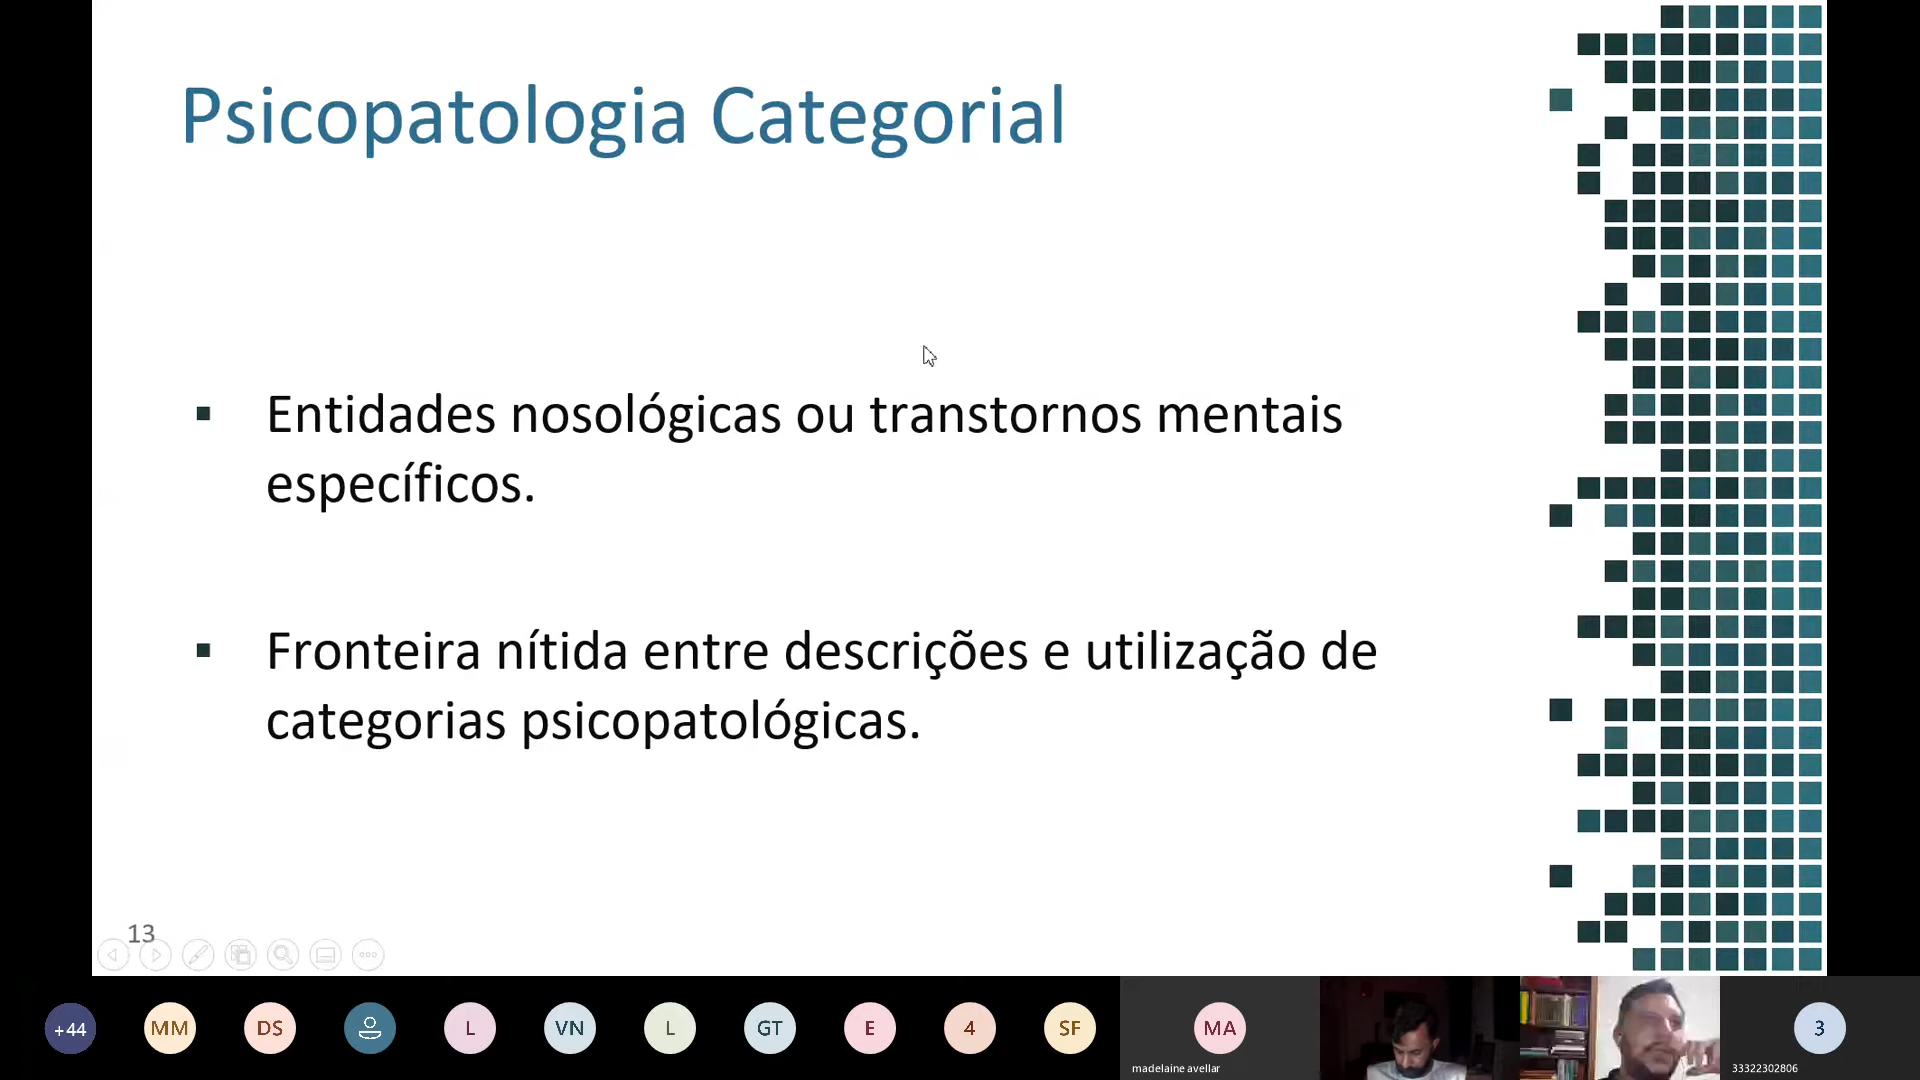 Psicopatologia Categorial
▪ Entidades nosológicas ou transtornos mentais
específicos.
▪ Fronteira nítida entre descrições e utilização de
categorias psicopatológicas.
13
+44
MM
DS
L
VN
L
GT
E
4
SF
MA
3
madelaine avellar
33322302806